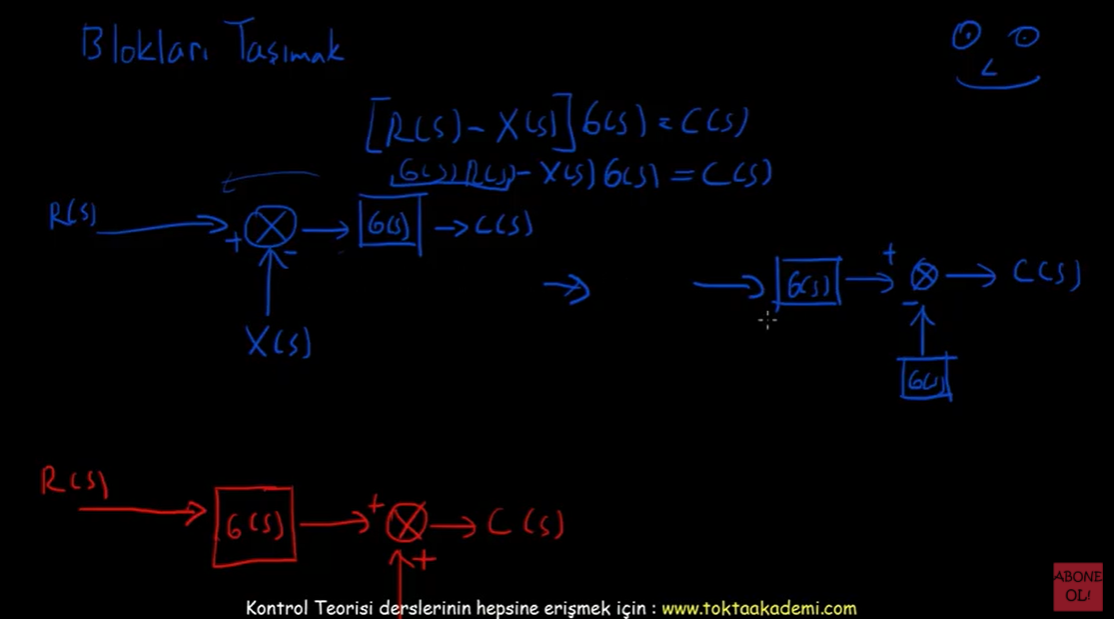 Blokları Taşımak
[R(s) - X(s)] G(s) = C(s)
G(s) R(s) - X(s) G(s) = C(s)
R(s) + - G(s) C(s)
X(s)
G(s) + - C(s)
G(s)
R(s)
G(s) + + C(s)
Kontrol Teorisi derslerinin hepsine erişmek için : www.toktaakademi.com
ABONE
OL!